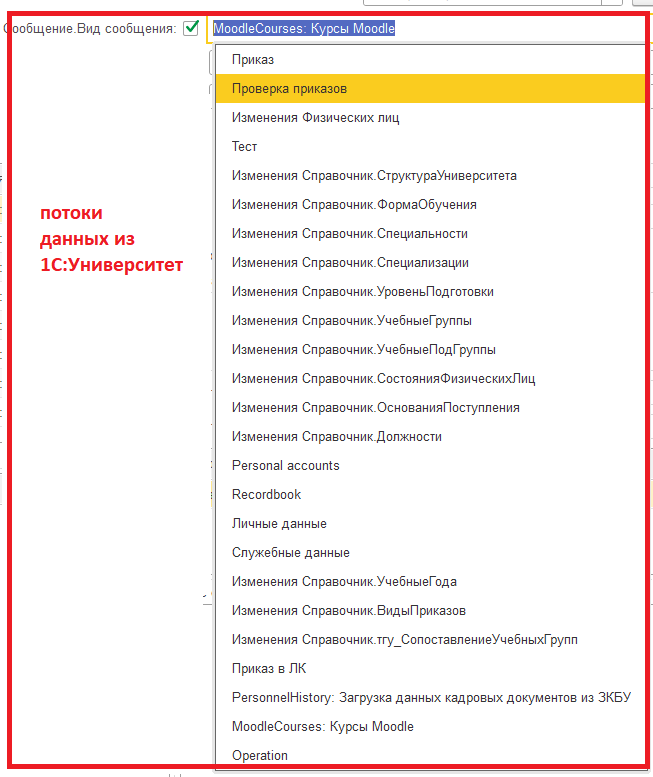 Сообщение.Вид сообщения:
MoodleCourses: Курсы Moodle
Приказ
Проверка приказов
Изменения Физических лиц
Тест
Изменения Справочник.СтруктураУниверситета
Изменения Справочник.ФормаОбучения
Изменения Справочник.Специальности
Изменения Справочник.Специализации
Изменения Справочник.УровеньПодготовки
Изменения Справочник.УчебныеГруппы
Изменения Справочник.УчебныеПодГруппы
Изменения Справочник.СостоянияФизическихЛиц
Изменения Справочник.ОснованияПоступления
Изменения Справочник.Должности
Personal accounts
Recordbook
Личные данные
Служебные данные
Изменения Справочник.УчебныеГода
Изменения Справочник.ВидыПриказов
Изменения Справочник.тгу_СопоставлениеУчебныхГрупп
Приказ в ЛК
PersonnelHistory: Загрузка данных кадровых документов из ЗКБУ
MoodleCourses: Курсы Moodle
Operation
потоки
данных из
1С:Университет